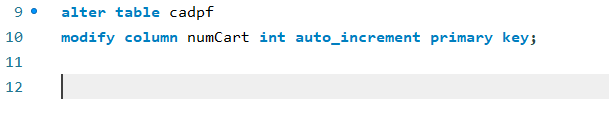 9 alter table cadpf
10 modify column numCart int auto_increment primary key;
11
12